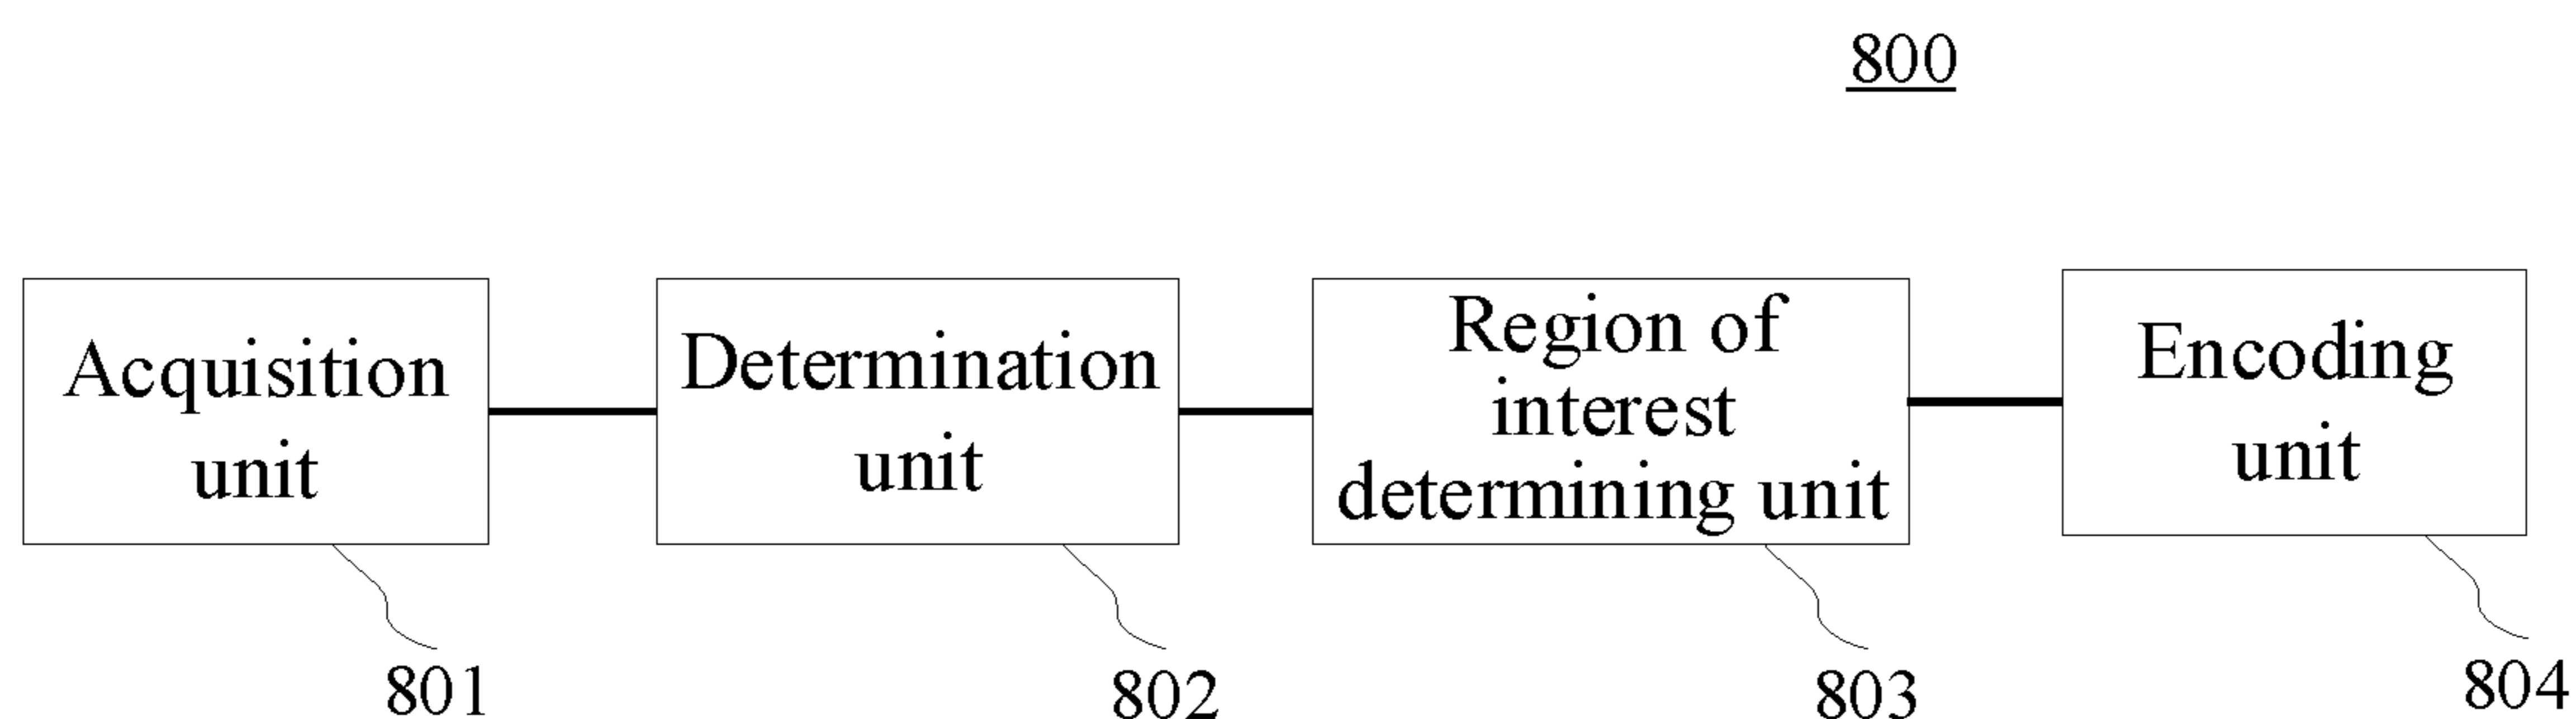 800
Acquisition
unit
Determination
unit
Region of
interest
determining unit
Encoding
unit
801
802
803
804